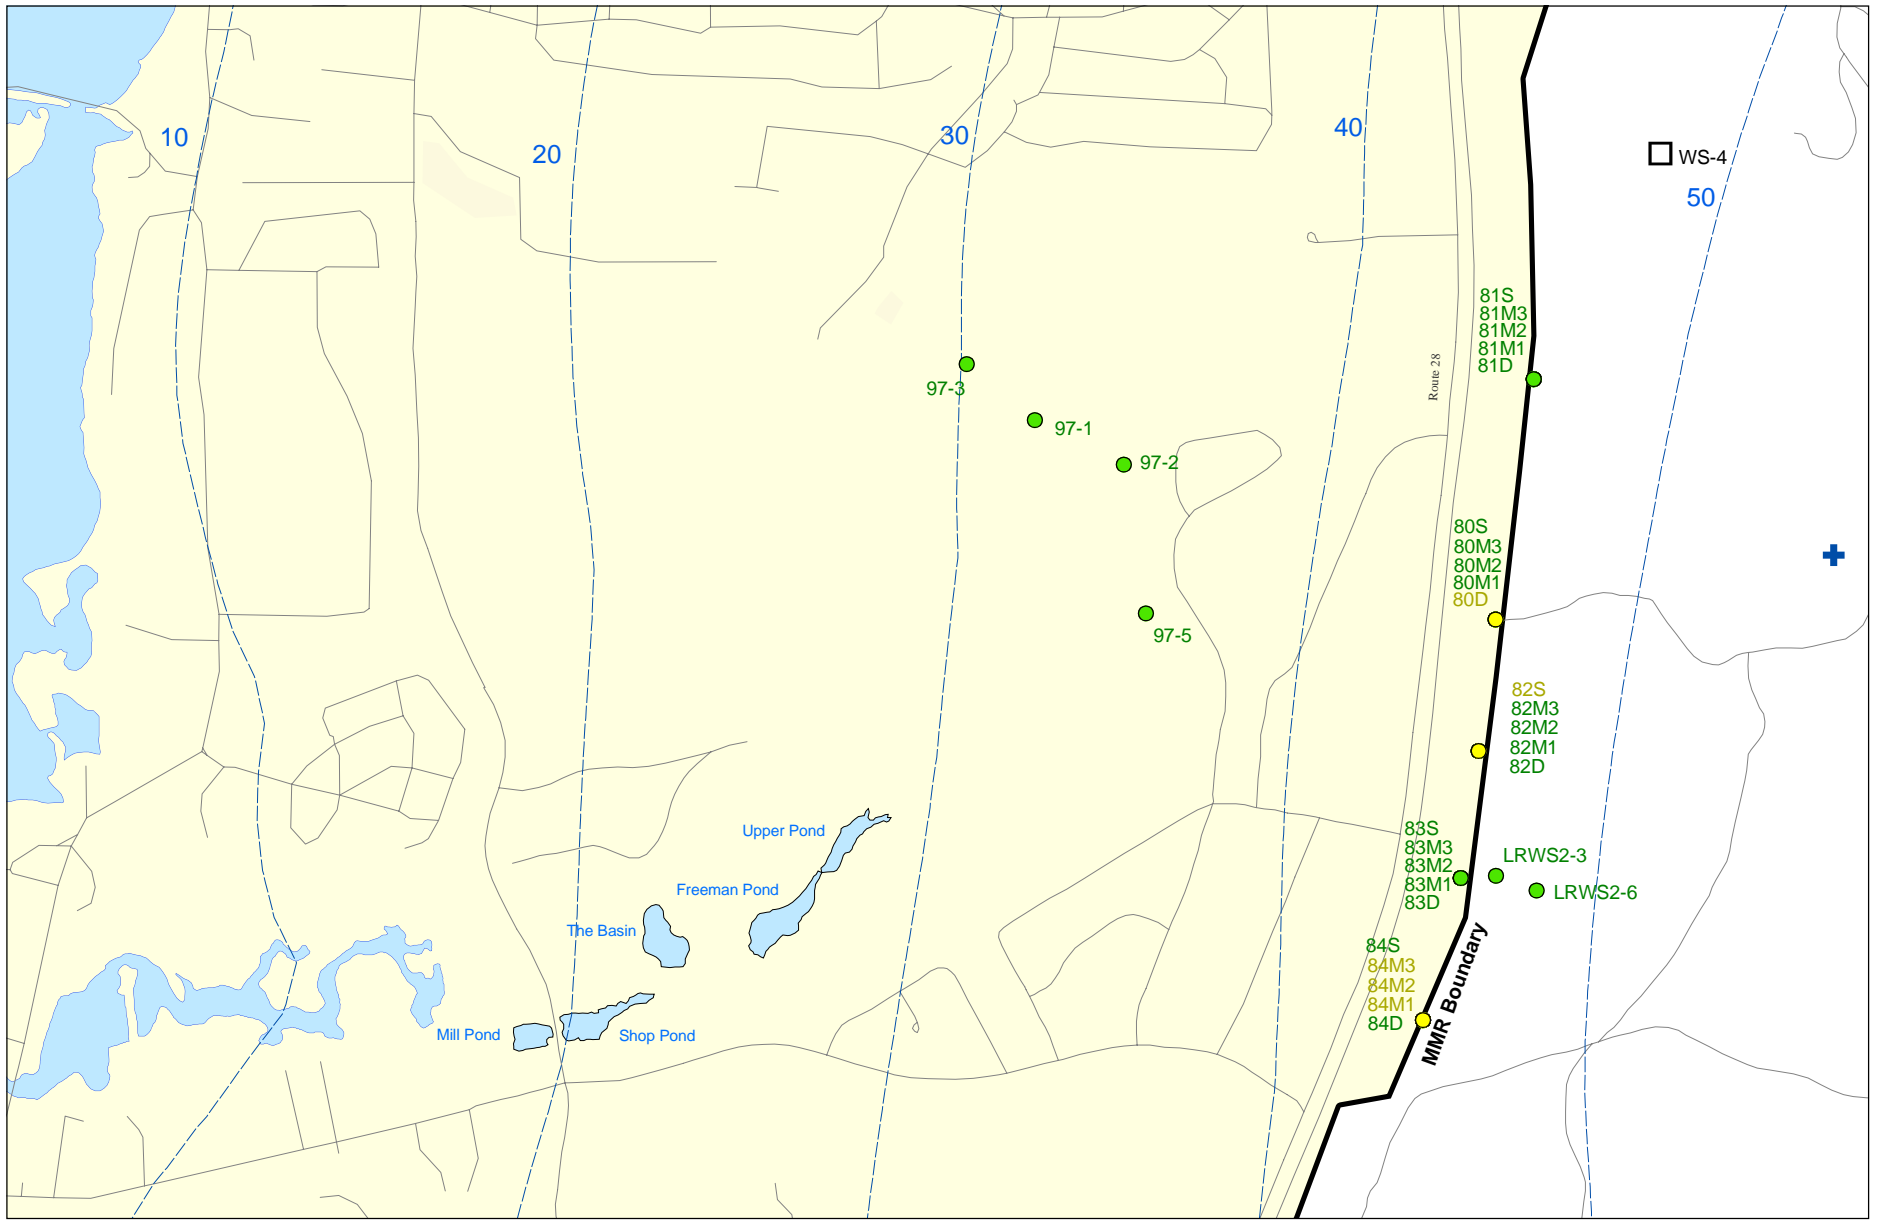 10
20
30
40
WS-4
50
81S
81M3
81M2
81M1
81D
Route 28
97-3
97-1
97-2
80S
80M3
80M2
80M1
80D
97-5
82S
82M3
82M2
82M1
82D
Upper Pond
83S
83M3
83M2
83M1
83D
LRWS2-3
LRWS2-6
Freeman Pond
The Basin
84S
84M3
84M2
84M1
84D
MMR Boundary
Mill Pond
Shop Pond